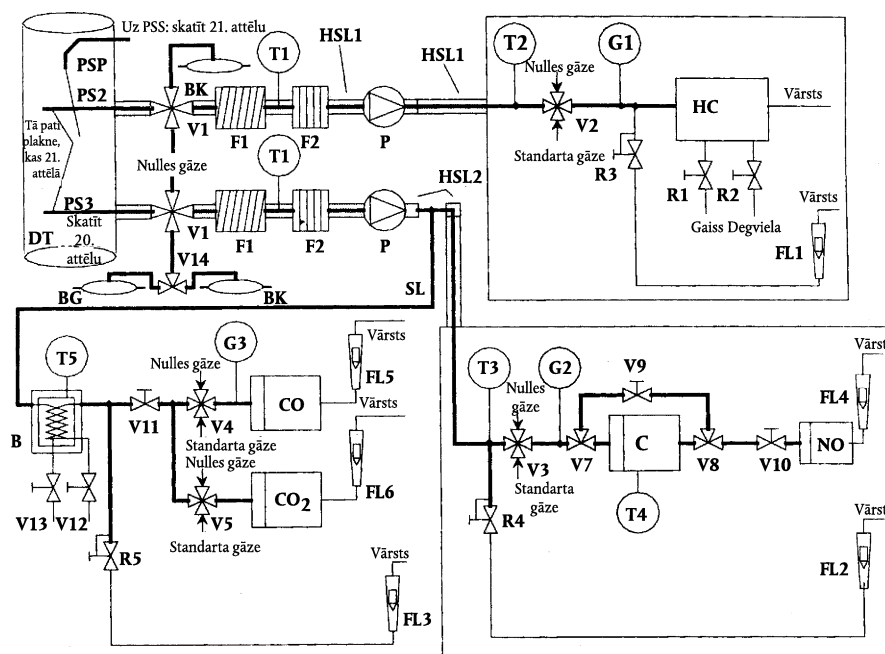 Uz PSS: skatīt 21. attēlu
PSP
PS2
BK
V1
F1
T1
F2
HSL1
P
HSL1
Tā pati
plakne,
kas 21.
attēlā
Nulles gāze
PS3
Skatīt
20.
attēlu
DT
V1
F1
T1
F2
P
HSL2
V14
BG
BK
SL
T2
Nulles gāze
G1
V2
Standarta gāze
HC
Vārsts
R3
R1
R2
Gaiss Degviela
Vārsts
FL1
T5
B
V13
V12
V11
Nulles gāze
G3
V4
CO
Standarta gāze
Nulles gāze
V5
CO2
Standarta gāze
Vārsts
FL5
Vārsts
FL6
R5
Vārsts
FL3
T3
Nulles
gāze
G2
V3
Standarta
gāze
V7
V9
C
T4
V8
V10
NO
Vārst
FL4
R4
Vārsts
FL2